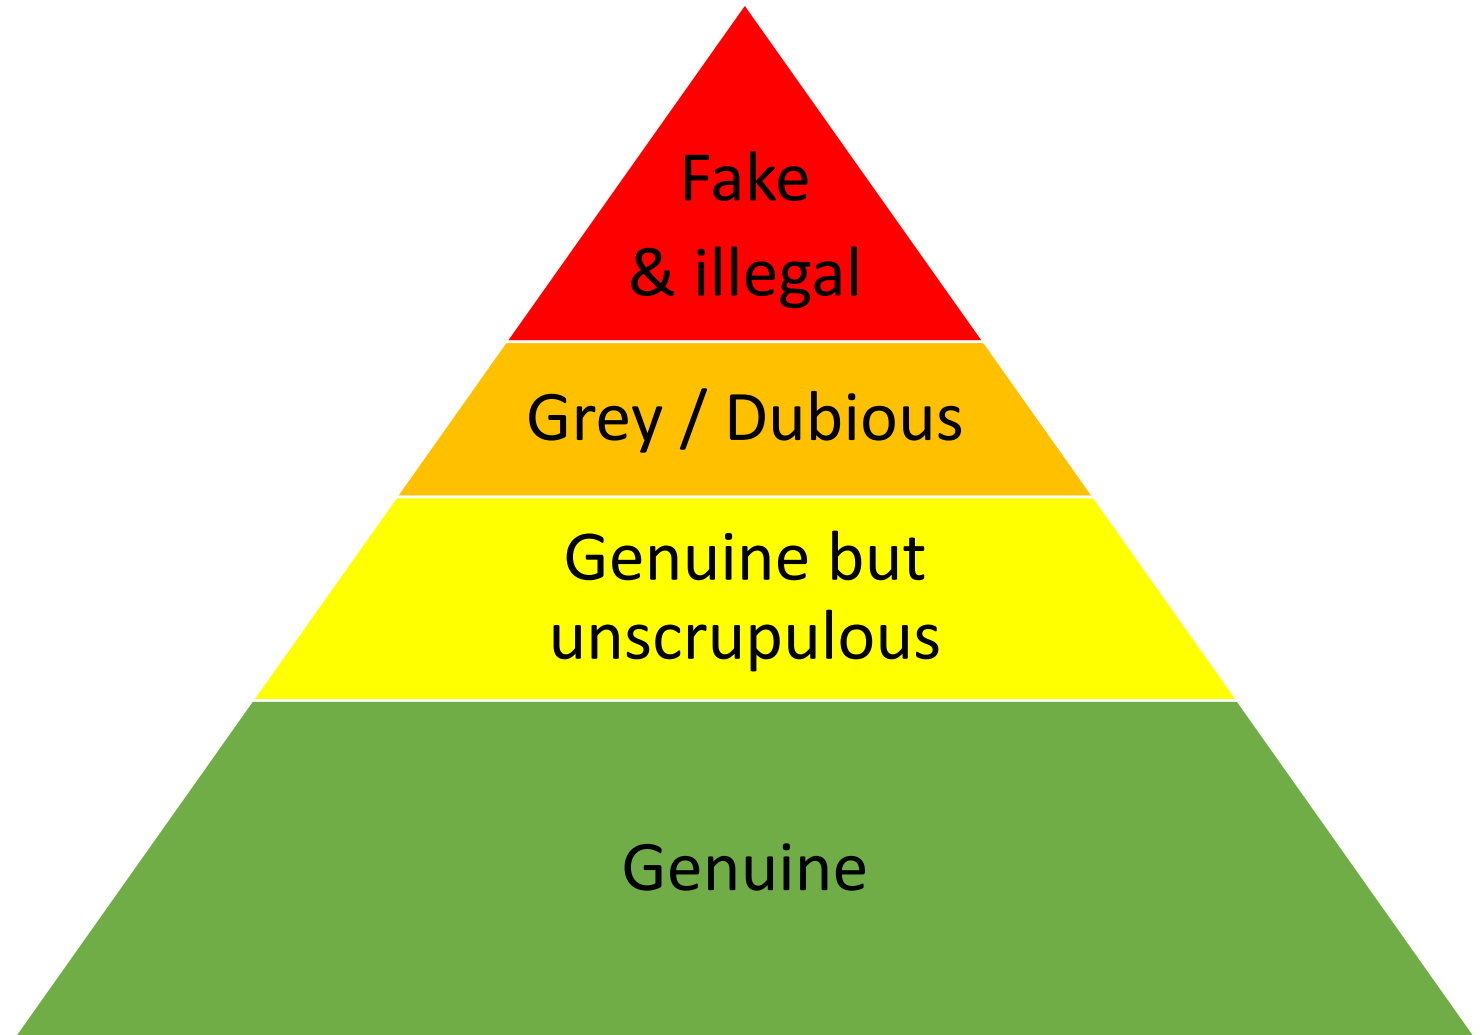 Fake
& illegal
Grey / Dubious
Genuine but
unscrupulous
Genuine